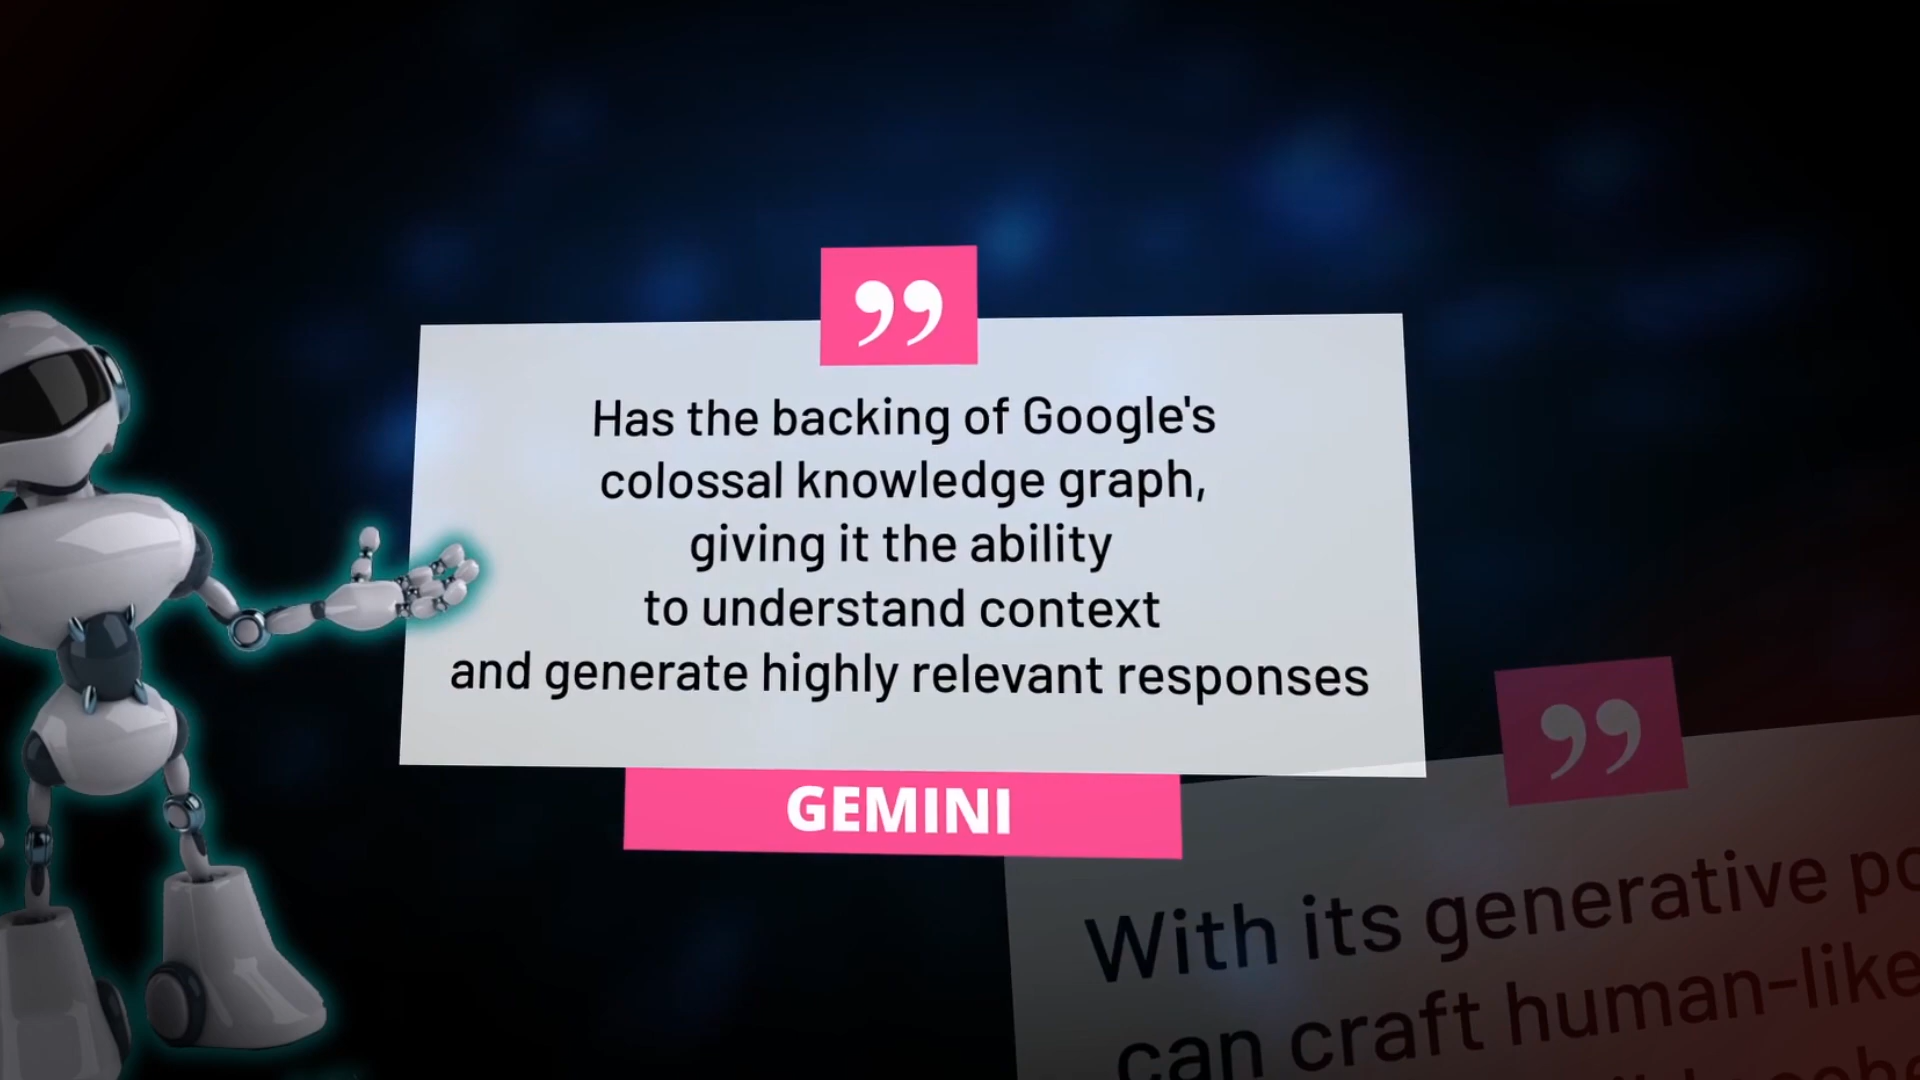 Has the backing of Google's
colossal knowledge graph,
giving it the ability
to understand context
and generate highly relevant responses
GEMINI
With its generative
can craft human-like